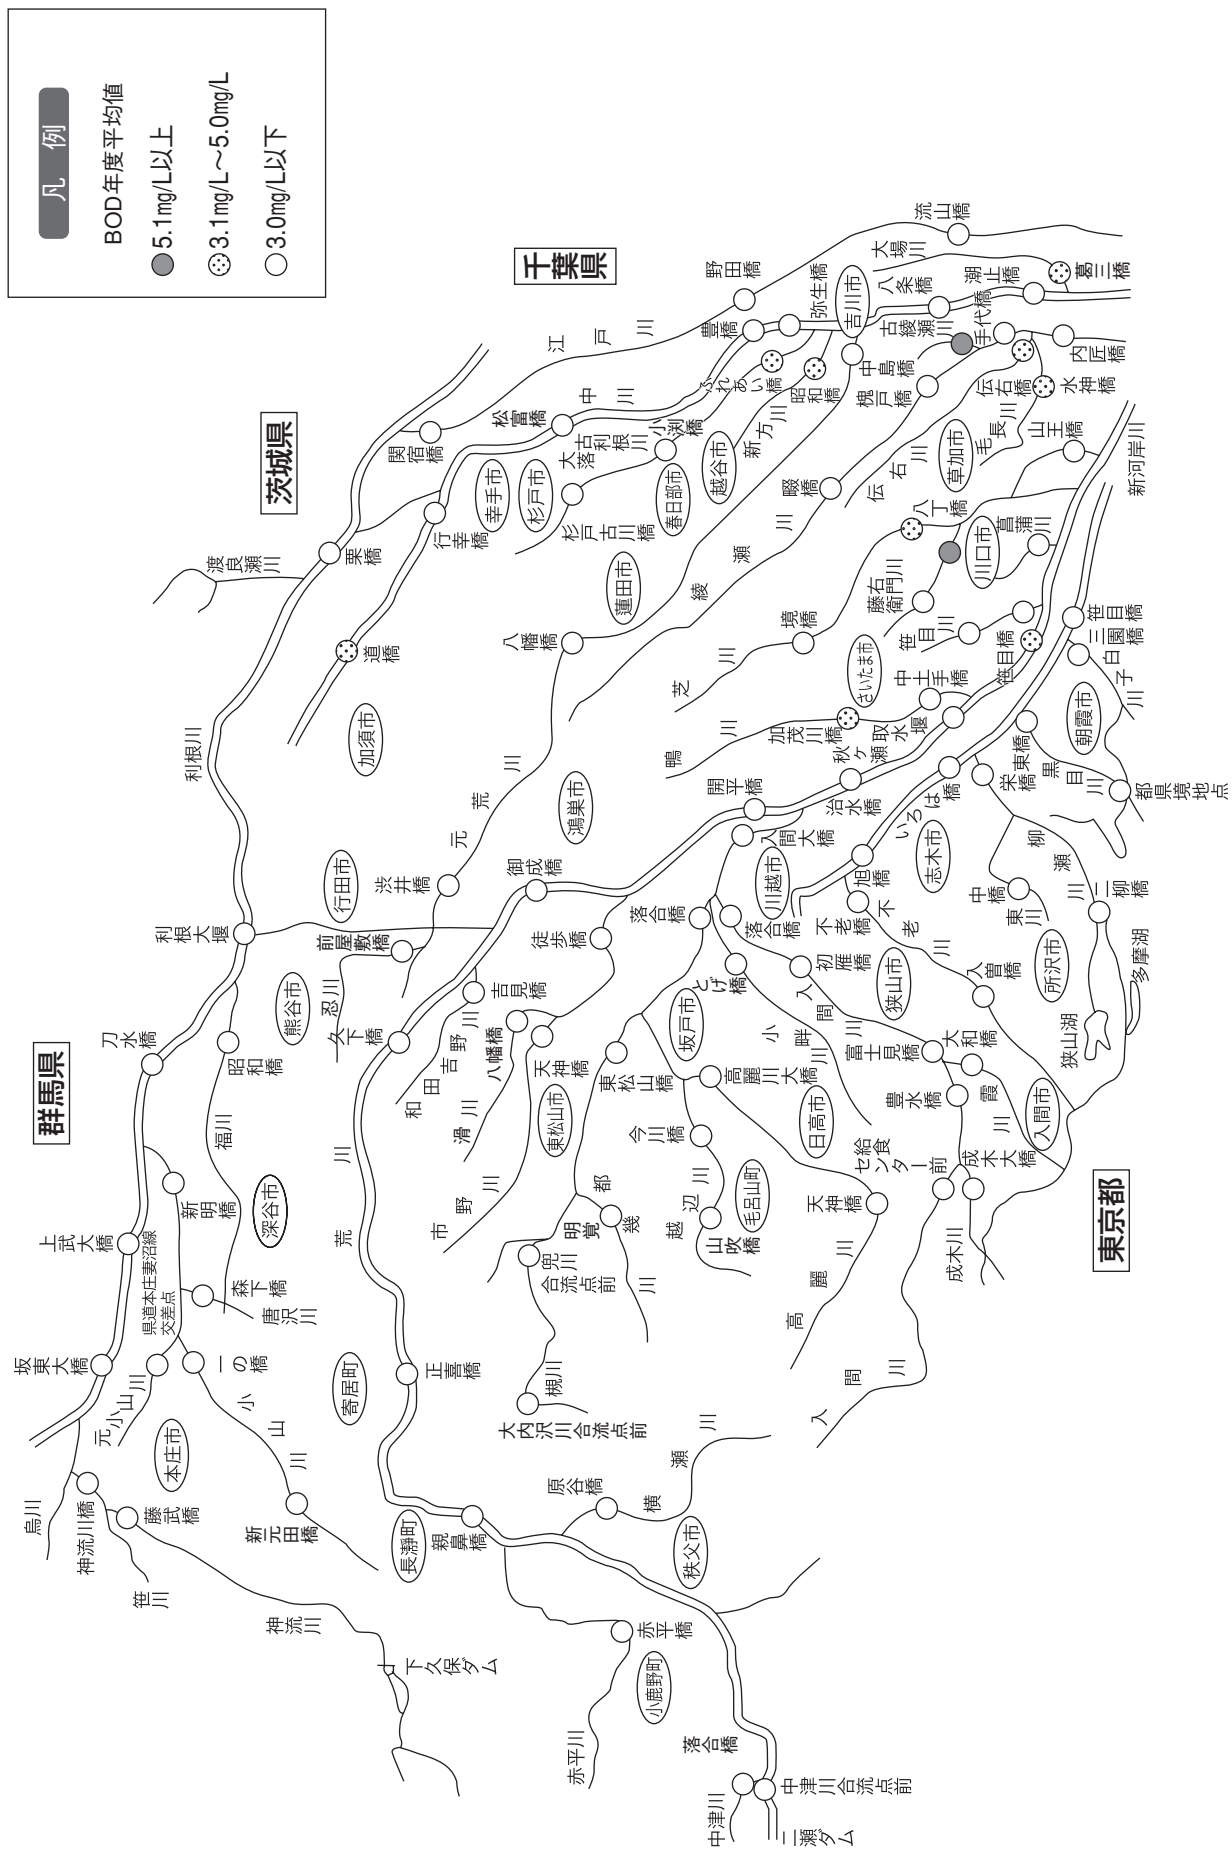 凡例
BOD年度平均値
5.1mg/L以上
3.1mg/L〜5.0mg/L
3.0mg/L以下
群馬県
茨城県
千葉県
東京都
烏川
神流川橋
藤武橋
笹川
神流川
下久保ダム
坂東大橋
上武大橋
刀水橋
利根大堰
利根川
渡良瀬川
栗橋
関宿橋
江戸川
野田橋
流山橋
元小山川
県道本庄妻沼線
交差点
一の橋
小山川
新元田橋
本庄市
新明橋
森下橋
唐沢川
深谷市
福川
昭和橋
熊谷市
忍川
前屋敷橋
行田市
渋井橋
元荒川
加須市
道橋
行幸橋
幸手市
杉戸市
松富橋
中川
豊橋
弥生橋
吉川市
八条橋
潮止橋
大場川
葛三橋
大落古利根川
杉戸古川橋
小渕橋
春日部市
ふれあい橋
越谷市
新方川
昭和橋
中島橋
八幡橋
蓮田市
鴻巣市
綾瀬川
畷橋
槐戸橋
古綾瀬川
手代橋
内匠橋
伝右川
伝右橋
毛長川
水神橋
草加市
山王橋
新河岸川
八丁橋
芝川
境橋
藤右衛門川
川口市
菖蒲川
笹目川
笹目橋
笹目橋
三園橋
白子川
さいたま市
中土手橋
鴨川
加茂川橋
秋ヶ瀬取水堰
治水橋
開平橋
入間大橋
川越市
御成橋
久下橋
荒川
正喜橋
寄居町
長瀞町
親鼻橋
原谷橋
横瀬川
秩父市
赤平橋
赤平川
小鹿野町
落合橋
中津川
中津川合流点前
二瀬ダム
吉見橋
和田吉野川
八幡橋
滑川
天神橋
徒歩橋
市野川
東松山市
東松山橋
都幾川
明覚
兜川
合流点前
槻川
大内沢川合流点前
落合橋
落合橋
とげ橋
初雁橋
坂戸市
高麗川大橋
今川橋
越辺川
山吹橋
毛呂山町
小畔川
日高市
天神橋
高麗川
入間川
入間川
狭山市
富士見橋
豊水橋
大和橋
霞川
入間市
給食
センター前
成木大橋
成木川
旭橋
いろは橋
志木市
不老橋
不老川
入曽橋
所沢市
狭山湖
多摩湖
中橋
東川
柳瀬川
二柳橋
栄橋
東橋
黒目川
朝霞市
都県境地点